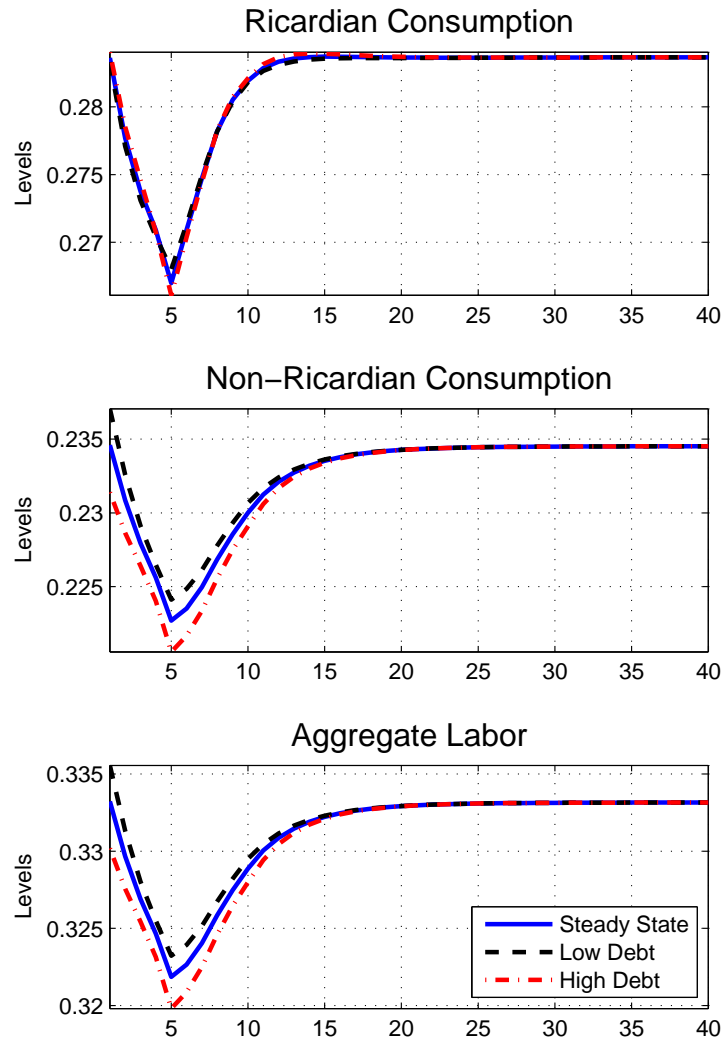 Ricardian Consumption
Levels
0.28
0.275
0.27
5 10 15 20 25 30 35 40
Non−Ricardian Consumption
Levels
0.235
0.23
0.225
5 10 15 20 25 30 35 40
Aggregate Labor
Levels
0.335
0.33
0.325
0.32
Steady State
Low Debt
High Debt
5 10 15 20 25 30 35 40